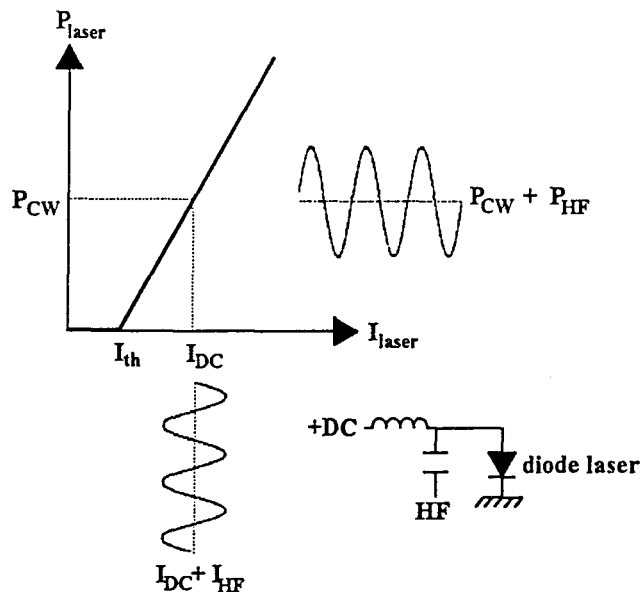 P_laser
P_CW
P_CW + P_HF
I_th
I_DC
I_laser
+DC
diode laser
HF
I_DC + I_HF